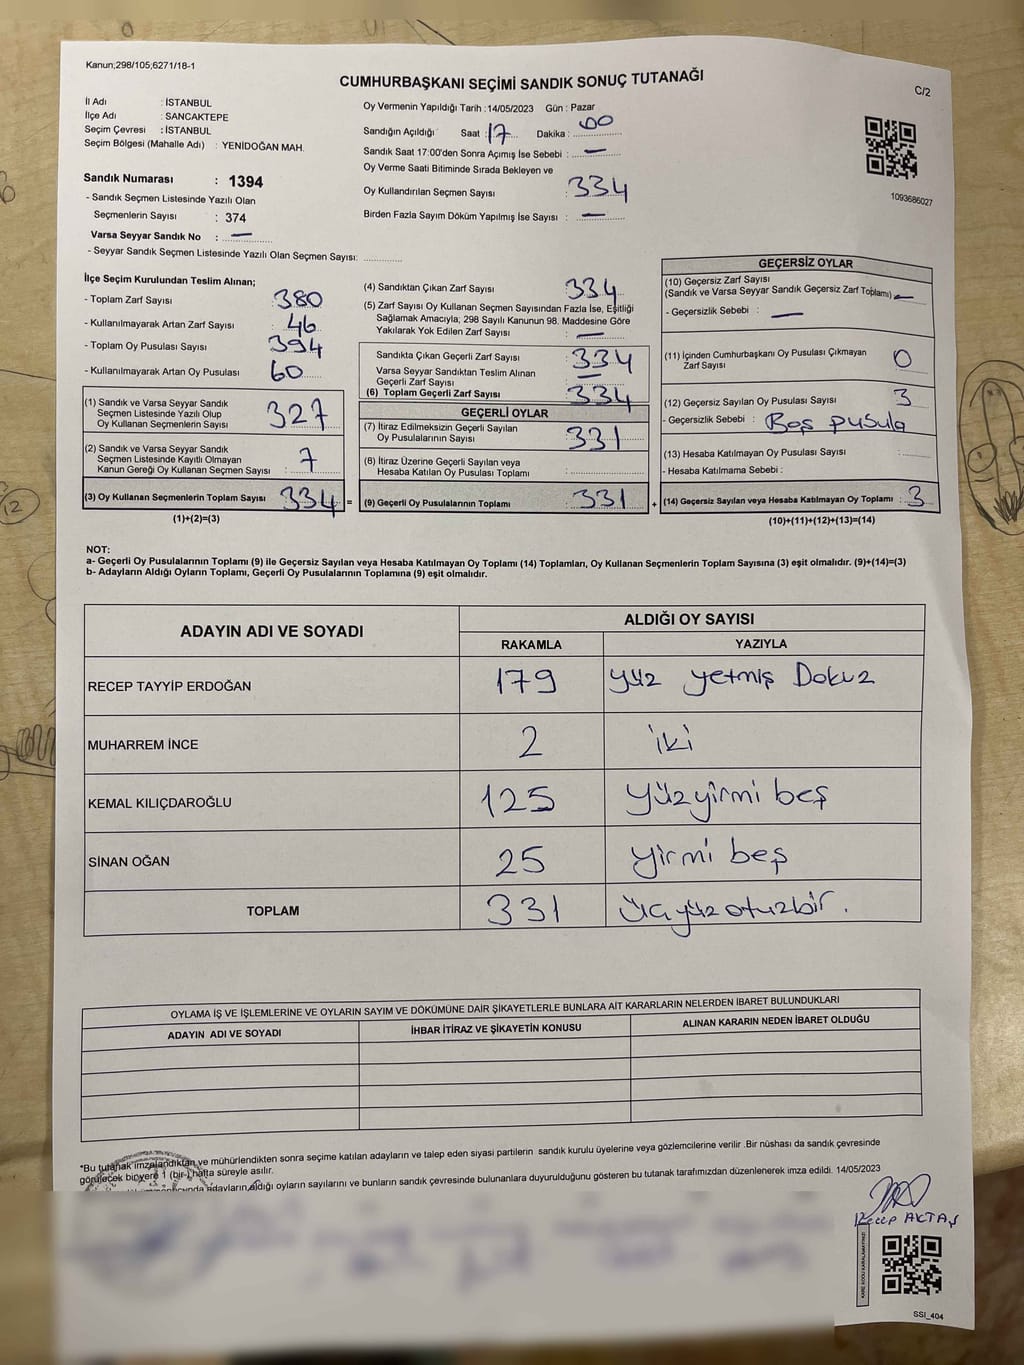 Kanun;298/105;6271/18-1
CUMHURBAŞKANI SEÇİMİ SANDIK SONUÇ TUTANAĞI
C/2
İl Adı : İSTANBUL
İlçe Adı : SANCAKTEPE
Seçim Çevresi : İSTANBUL
Seçim Bölgesi (Mahalle Adı) : YENİDOĞAN MAH.
Sandık Numarası : 1394
- Sandık Seçmen Listesinde Yazılı Olan
Seçmenlerin Sayısı : 374
Varsa Seyyar Sandık No : —
- Seyyar Sandık Seçmen Listesinde Yazılı Olan Seçmen Sayısı:
Oy Vermenin Yapıldığı Tarih :14/05/2023 Gün : Pazar
Sandığın Açıldığı Saat : 17 Dakika : 00
Sandık Saat 17:00'den Sonra Açımış İse Sebebi : —
Oy Verme Saati Bitiminde Sırada Bekleyen ve
Oy Kullandırılan Seçmen Sayısı 334
Birden Fazla Sayım Döküm Yapılmış İse Sayısı : —
1093686027
İlçe Seçim Kurulundan Teslim Alınan;
- Toplam Zarf Sayısı 380
- Kullanılmayarak Artan Zarf Sayısı 46
- Toplam Oy Pusulası Sayısı 394
- Kullanılmayarak Artan Oy Pusulası 60
(1) Sandık ve Varsa Seyyar Sandık
Seçmen Listesinde Yazılı Olup
Oy Kullanan Seçmenlerin Sayısı 327
(2) Sandık ve Varsa Seyyar Sandık
Seçmen Listesinde Kayıtlı Olmayan
Kanun Gereği Oy Kullanan Seçmen Sayısı : 7
(3) Oy Kullanan Seçmenlerin Toplam Sayısı 334 =
(1)+(2)=(3)
(4) Sandıktan Çıkan Zarf Sayısı 334
(5) Zarf Sayısı Oy Kullanan Seçmen Sayısından Fazla İse, Eşitliği
Sağlamak Amacıyla; 298 Sayılı Kanunun 98. Maddesine Göre
Yakılarak Yok Edilen Zarf Sayısı : —
Sandıkta Çıkan Geçerli Zarf Sayısı : 334
Varsa Seyyar Sandıktan Teslim Alınan
Geçerli Zarf Sayısı : —
(6) Toplam Geçerli Zarf Sayısı 334
GEÇERLİ OYLAR
(7) İtiraz Edilmeksizin Geçerli Sayılan
Oy Pusulalarının Sayısı : 331
(8) İtiraz Üzerine Geçerli Sayılan veya
Hesaba Katılan Oy Pusulası Toplamı :
(9) Geçerli Oy Pusulalarının Toplamı : 331 +
GEÇERSİZ OYLAR
(10) Geçersiz Zarf Sayısı
(Sandık ve Varsa Seyyar Sandık Geçersiz Zarf Toplamı) —
- Geçersizlik Sebebi : —
(11) İçinden Cumhurbaşkanı Oy Pusulası Çıkmayan
Zarf Sayısı 0
(12) Geçersiz Sayılan Oy Pusulası Sayısı 3
- Geçersizlik Sebebi : Boş pusula
(13) Hesaba Katılmayan Oy Pusulası Sayısı :
- Hesaba Katılmama Sebebi :
(14) Geçersiz Sayılan veya Hesaba Katılmayan Oy Toplamı : 3
(10)+(11)+(12)+(13)=(14)
NOT:
a- Geçerli Oy Pusulalarının Toplamı (9) ile Geçersiz Sayılan veya Hesaba Katılmayan Oy Toplamı (14) Toplamları, Oy Kullanan Seçmenlerin Toplam Sayısına (3) eşit olmalıdır. (9)+(14)=(3)
b- Adayların Aldığı Oyların Toplamı, Geçerli Oy Pusulalarının Toplamına (9) eşit olmalıdır.
ADAYIN ADI VE SOYADI
ALDIĞI OY SAYISI
RAKAMLA YAZIYLA
RECEP TAYYİP ERDOĞAN 179 yüz yetmiş Dokuz
MUHARREM İNCE 2 iki
KEMAL KILIÇDAROĞLU 125 yüzyirmi beş
SİNAN OĞAN 25 yirmi beş
TOPLAM 331 üçyüzotuzbir.
OYLAMA İŞ VE İŞLEMLERİNE VE OYLARIN SAYIM VE DÖKÜMÜNE DAİR ŞİKAYETLERLE BUNLARA AİT KARARLARIN NELERDEN İBARET BULUNDUKLARI
ADAYIN ADI VE SOYADI İHBAR İTİRAZ VE ŞİKAYETİN KONUSU ALINAN KARARIN NEDEN İBARET OLDUĞU
*Bu tutanak imzalandıktan ve mühürlendikten sonra seçime katılan adayların ve talep eden siyasi partilerin sandık kurulu üyelerine veya gözlemcilerine verilir .Bir nüshası da sandık çevresinde
görülecek bir yere 1 (bir ) hafta süreyle asılır.
adayların aldığı oyların sayılarını ve bunların sandık çevresinde bulunanlara duyurulduğunu gösteren bu tutanak tarafımızdan düzenlenerek imza edildi. 14/05/2023
Recep AKTAŞ
KARE KODU KARALAMAYINIZ!
SSİ_404
12